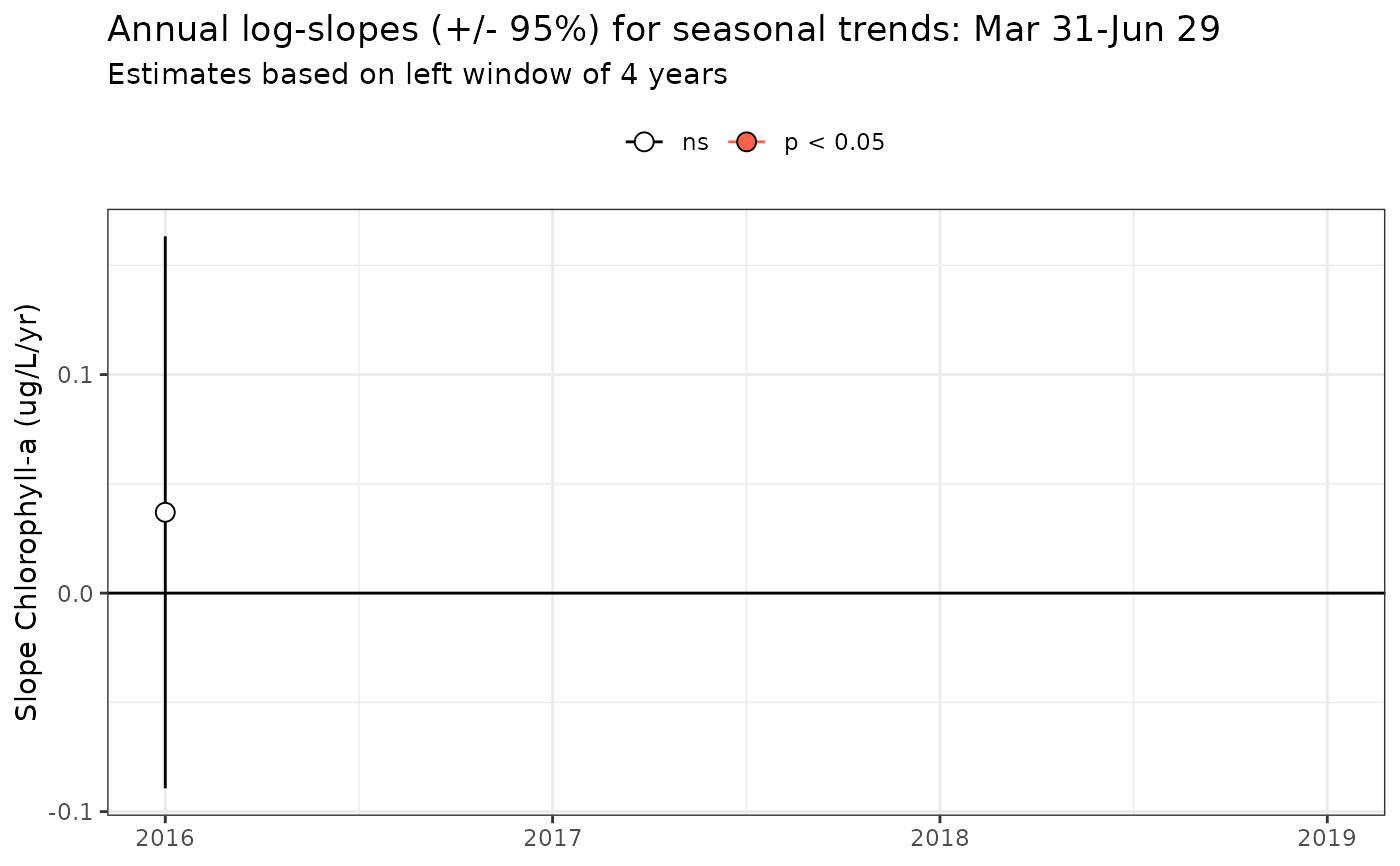 Annual log-slopes (+/- 95%) for seasonal trends: Mar 31-Jun 29
Estimates based on left window of 4 years
ns p < 0.05
Slope Chlorophyll-a (ug/L/yr)
0.1
0.0
-0.1
2016 2017 2018 2019